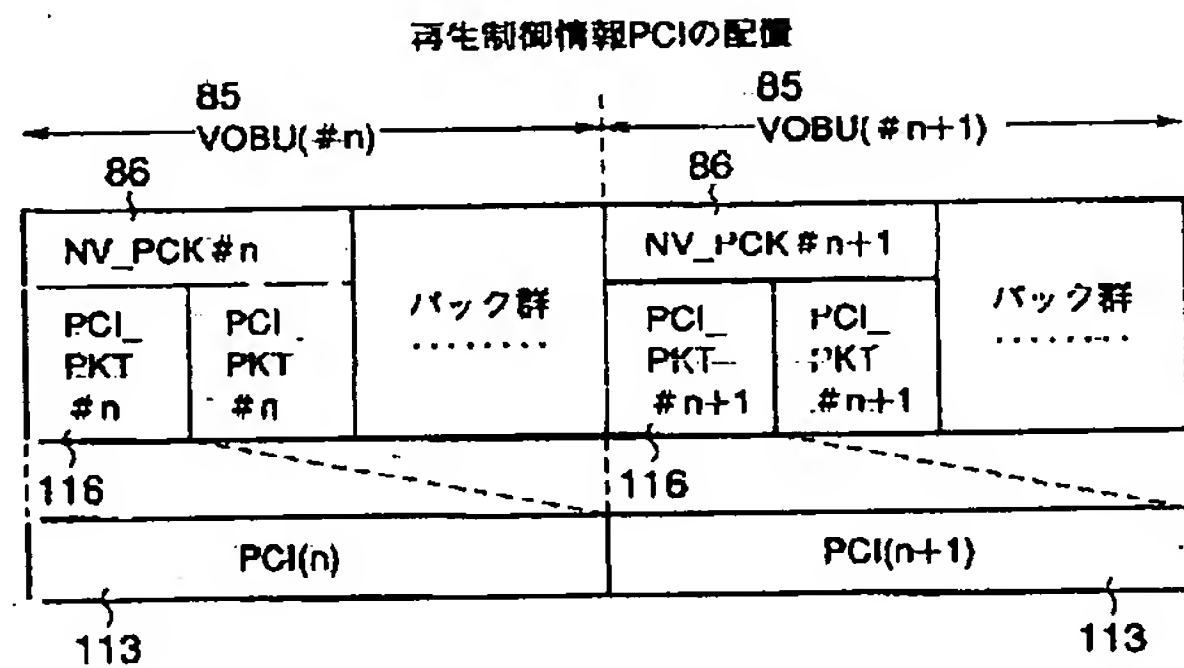 再生制御情報PCIの配置
85
VOBU(#n)
85
VOBU(#n+1)
86
86
NV_PCK#n
NV_PCK#n+1
PCI_
PKT
#n
PCI
PKT
#n
パック群
........
PCI_
PKT
#n+1
PCI_
PKT
#n+1
パック群
........
116
116
PCI(n)
PCI(n+1)
113
113